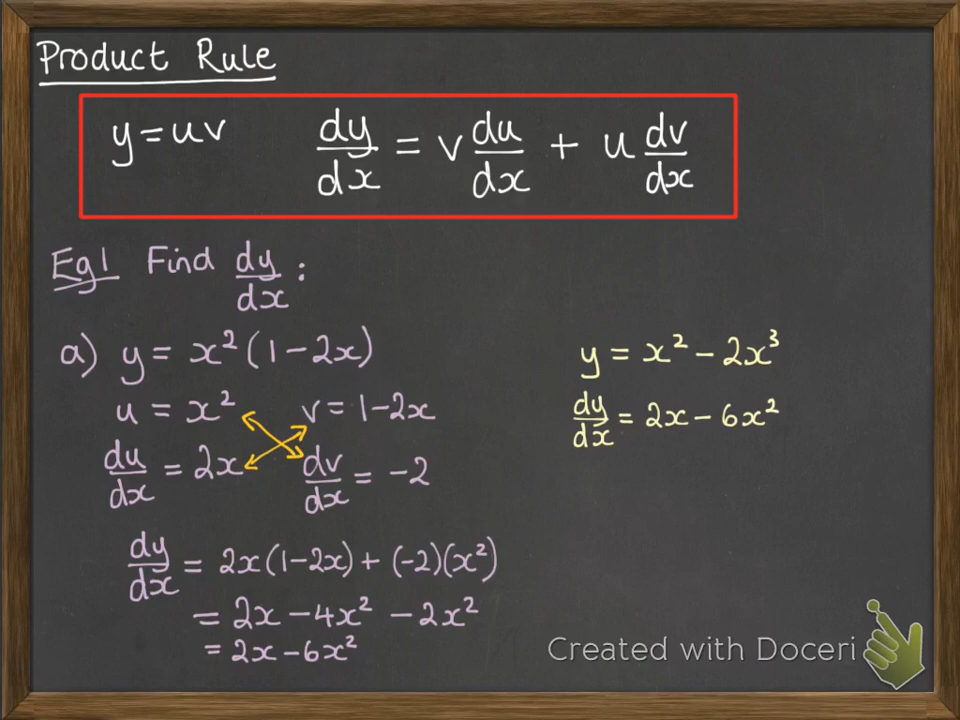 Product Rule
y = uv    dy/dx = v du/dx + u dv/dx
Eg1 Find dy/dx :
a) y = x²(1-2x)
u = x²    v = 1-2x
du/dx = 2x    dv/dx = -2
dy/dx = 2x(1-2x) + (-2)(x²)
= 2x - 4x² - 2x²
= 2x - 6x²
y = x² - 2x³
dy/dx = 2x - 6x²
Created with Doceri